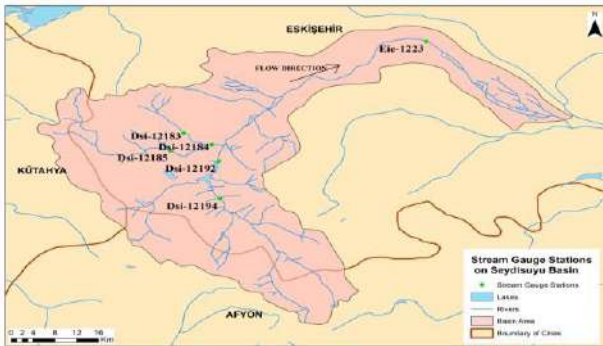 ESKİŞEHİR
N
Eie-1223
FLOW DIRECTION
Dsi-12183
Dsi-12184
Dsi-12185
Dsi-12192
KÜTAHYA
Dsi-12194
AFYON
Stream Gauge Stations
on Seydisuyu Basin
Stream Gauge Stations
Lakes
Rivers
Basin Area
Boundary of Cities
0 2 4 8 12 16
Km